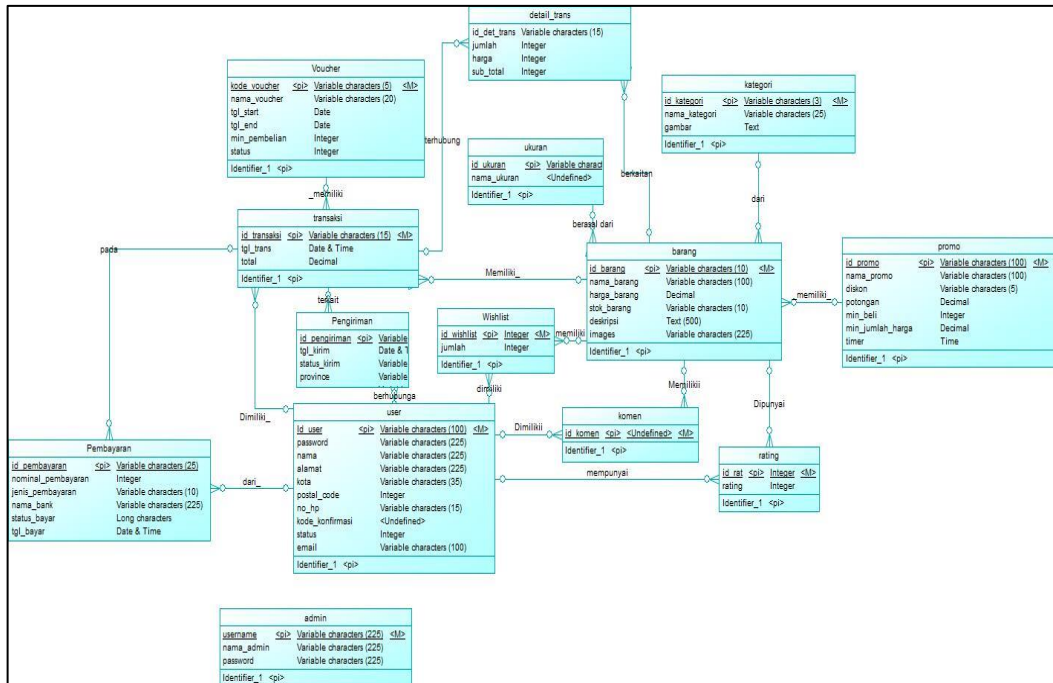 detail_trans
id_det_trans Variable characters (15)
jumlah Integer
harga Integer
sub_total Integer
Voucher
kode_voucher <pi> Variable characters (5) <M>
nama_voucher Variable characters (20)
tgl_start Date
tgl_end Date
min_pembelian Integer
status Integer
Identifier_1 <pi>
kategori
id_kategori <pi> Variable characters (3) <M>
nama_kategori Variable characters (25)
gambar Text
Identifier_1 <pi>
terhubung
ukuran
id_ukuran <pi> Variable charact
nama_ukuran <Undefined>
Identifier_1 <pi>
berkaitan
_memiliki
dari
berasal dari
transaksi
id_transaksi <pi> Variable characters (15) <M>
tgl_trans Date & Time
total Decimal
Identifier_1 <pi>
pada
Memiliki_
barang
id_barang <pi> Variable characters (10) <M>
nama_barang Variable characters (100)
harga_barang Decimal
stok_barang Variable characters (10)
deskripsi Text (500)
images Variable characters (225)
Identifier_1 <pi>
_memiliki_
promo
id_promo <pi> Variable characters (100) <M>
nama_promo Variable characters (100)
diskon Variable characters (5)
potongan Decimal
min_beli Integer
min_jumlah_harga Decimal
timer Time
Identifier_1 <pi>
terkait
Pengiriman
id_pengiriman <pi> Variable
tgl_kirim Date & T
status_kirim Variable
province Variable
Wishlist
id_wishlist <pi> Integer <M>
jumlah Integer
Identifier_1 <pi>
memiliki
berhubunga
dimiliki
Memilikii
Dipunyai
Dimiliki_
user
Id_user <pi> Variable characters (100) <M>
password Variable characters (225)
nama Variable characters (225)
alamat Variable characters (225)
kota Variable characters (35)
postal_code Integer
no_hp Variable characters (15)
kode_konfirmasi <Undefined>
status Integer
email Variable characters (100)
Identifier_1 <pi>
Dimilikii
komen
id_komen <pi> <Undefined> <M>
Identifier_1 <pi>
mempunyai
rating
id_rat <pi> Integer <M>
rating Integer
Identifier_1 <pi>
Pembayaran
id_pembayaran <pi> Variable characters (25)
nominal_pembayaran Integer
jenis_pembayaran Variable characters (10)
nama_bank Variable characters (225)
status_bayar Long characters
tgl_bayar Date & Time
dari_
admin
username <pi> Variable characters (225) <M>
nama_admin Variable characters (225)
password Variable characters (225)
Identifier_1 <pi>